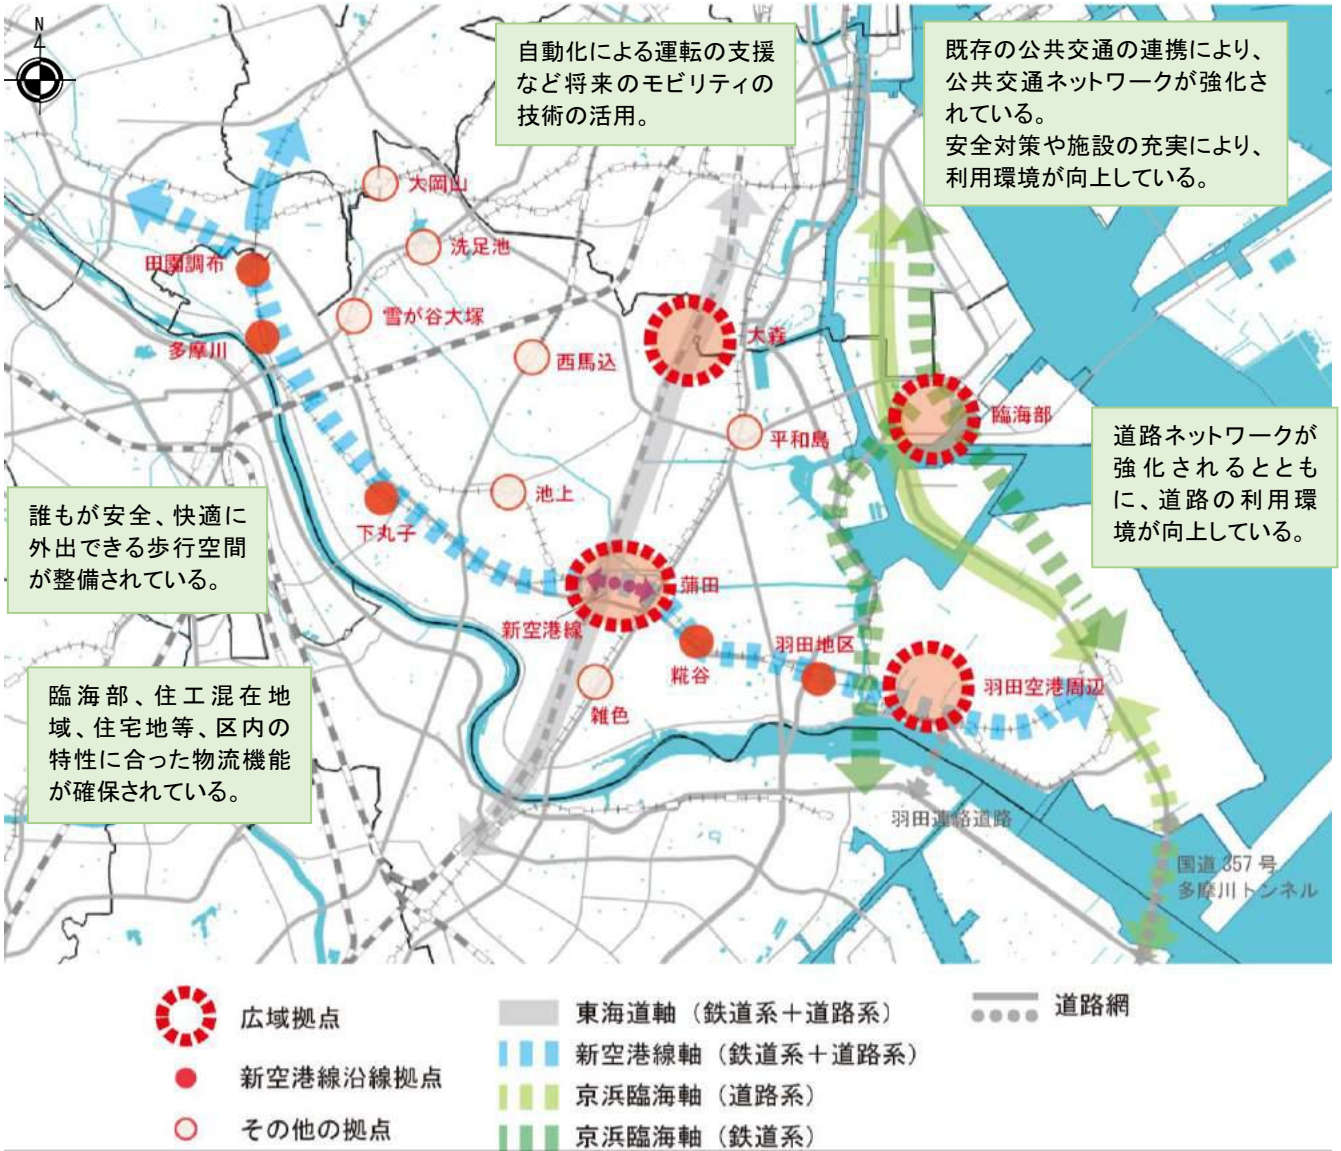 N
自動化による運転の支援
など将来のモビリティの
技術の活用。
既存の公共交通の連携により、
公共交通ネットワークが強化さ
れている。
安全対策や施設の充実により、
利用環境が向上している。
大岡山
洗足池
田園調布
雪が谷大塚
多摩川
西馬込
大森
臨海部
平和島
道路ネットワークが
強化されるととも
に、道路の利用環
境が向上している。
池上
下丸子
誰もが安全、快適に
外出できる歩行空間
が整備されている。
蒲田
新空港線
糀谷
羽田地区
羽田空港周辺
雑色
臨海部、住工混在地
域、住宅地等、区内の
特性に合った物流機能
が確保されている。
羽田連絡道路
国道 357 号
多摩川トンネル
広域拠点
新空港線沿線拠点
その他の拠点
東海道軸（鉄道系＋道路系）
新空港線軸（鉄道系＋道路系）
京浜臨海軸（道路系）
京浜臨海軸（鉄道系）
道路網